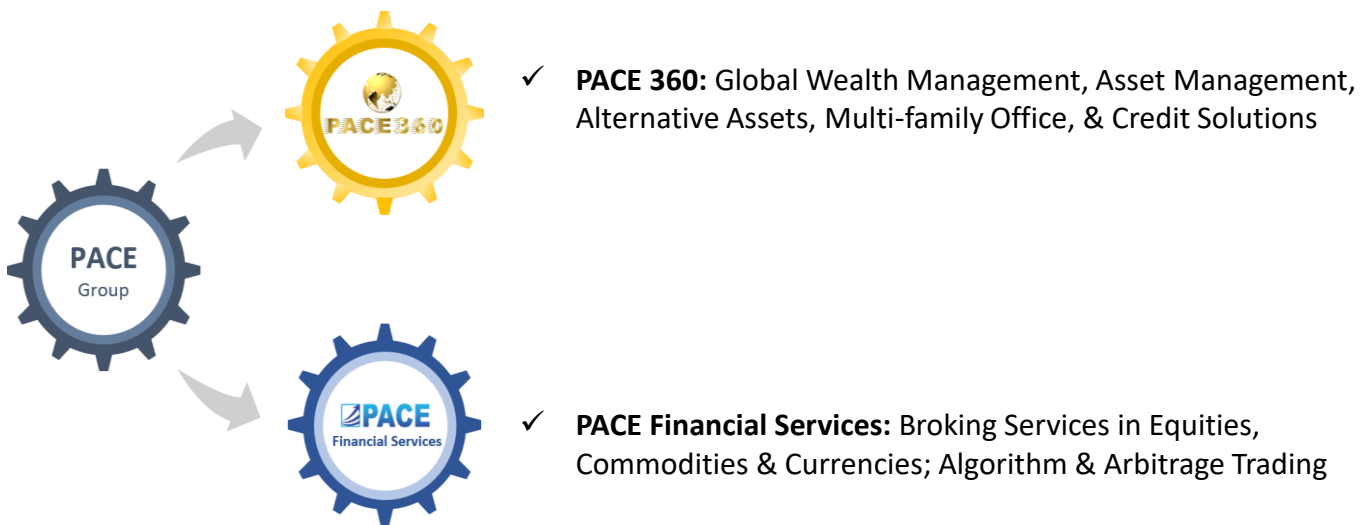 PACE
Group
PACE360
✓ PACE 360: Global Wealth Management, Asset Management,
Alternative Assets, Multi-family Office, & Credit Solutions
PACE
Financial Services
✓ PACE Financial Services: Broking Services in Equities,
Commodities & Currencies; Algorithm & Arbitrage Trading